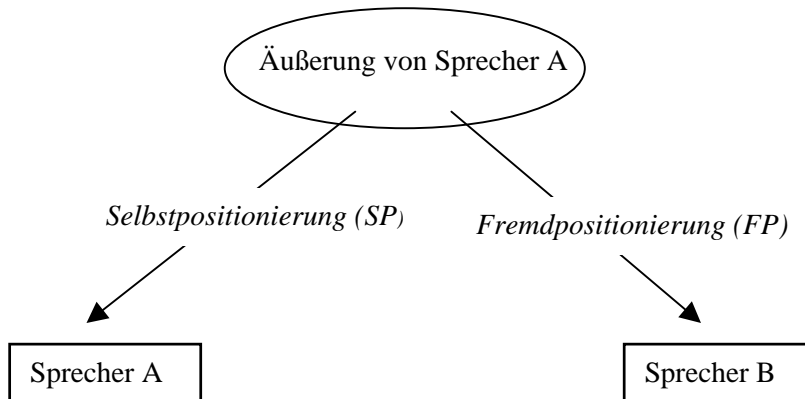 Äußerung von Sprecher A
Selbstpositionierung (SP)
Fremdpositionierung (FP)
Sprecher A
Sprecher B